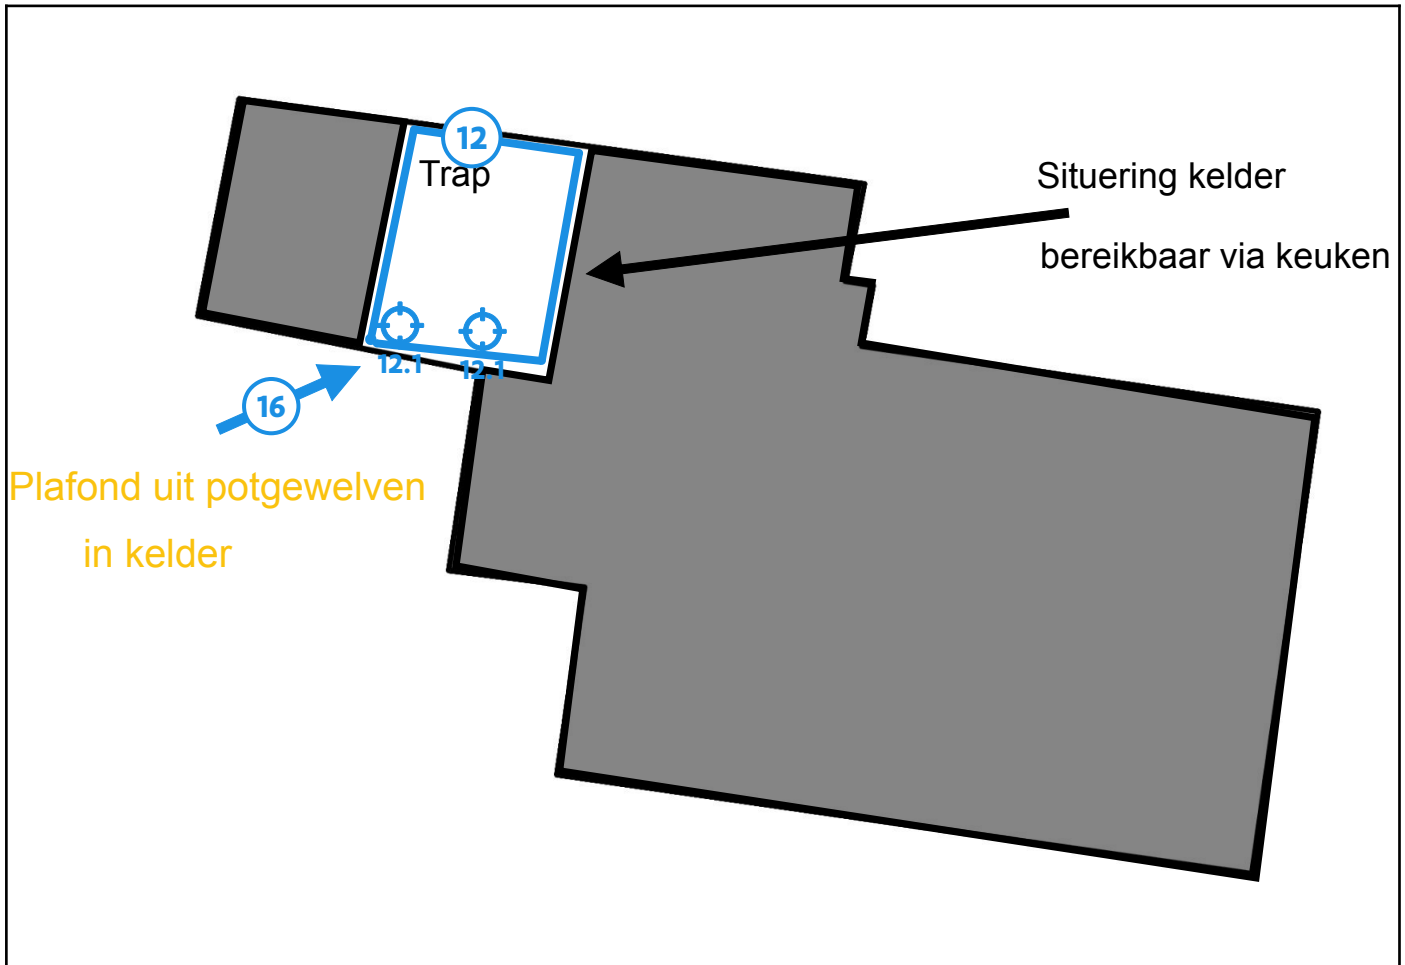 12
Trap
Situering kelder
bereikbaar via keuken
12.1
12.1
16
Plafond uit potgewelven
in kelder